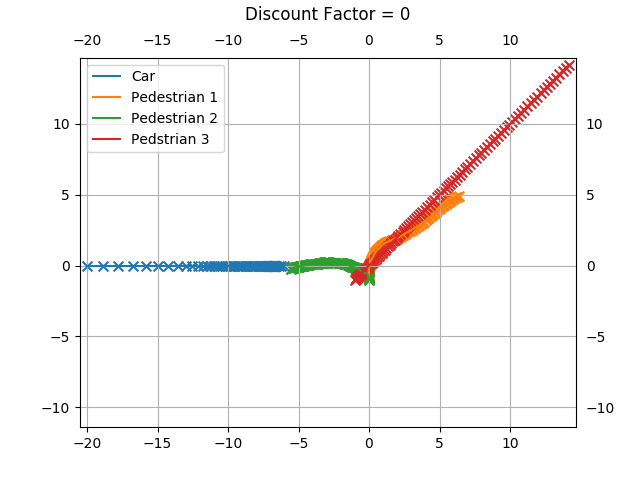 Discount Factor = 0
−20 −15 −10 −5 0 5 10
Car
Pedestrian 1
Pedestrian 2
Pedstrian 3
10 10
5 5
0 0
−5 −5
−10 −10
−20 −15 −10 −5 0 5 10